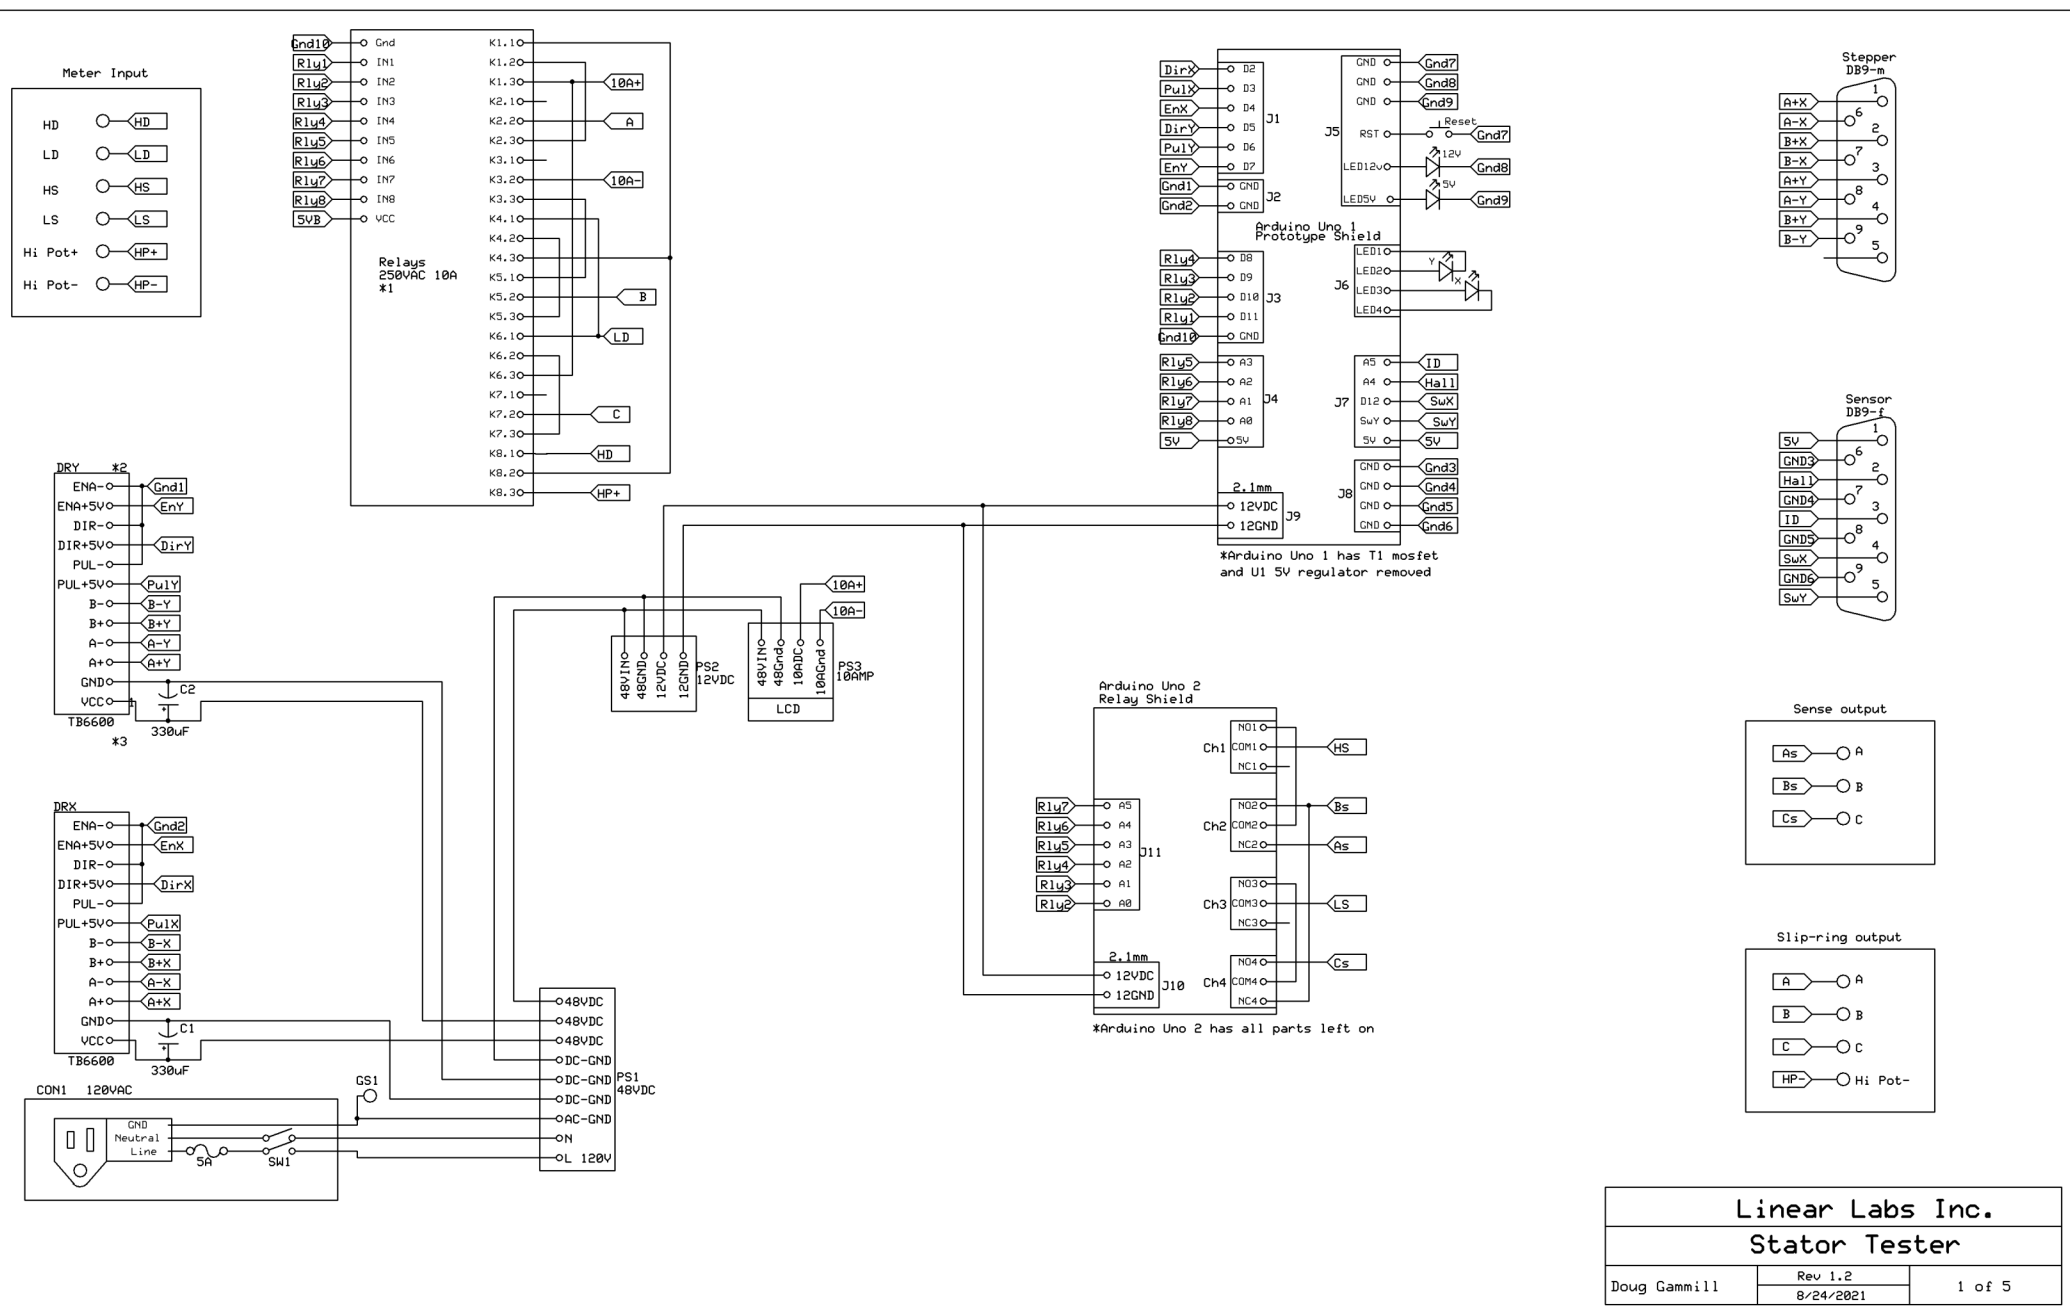 Meter Input
HD HD
LD LD
HS HS
LS LS
Hi Pot+ HP+
Hi Pot- HP-
Gnd10 Gnd
Rly1 IN1
Rly2 IN2
Rly3 IN3
Rly4 IN4
Rly5 IN5
Rly6 IN6
Rly7 IN7
Rly8 IN8
5VB VCC
Relays
250VAC 10A
*1
K1.1
K1.2
K1.3 10A+
K2.1
K2.2 A
K2.3
K3.1
K3.2 10A-
K3.3
K4.1
K4.2
K4.3
K5.1
K5.2 B
K5.3
K6.1 LD
K6.2
K6.3
K7.1
K7.2 C
K7.3
K8.1 HD
K8.2
K8.3 HP+
DirX D2
PulX D3
EnX D4
DirY D5
PulY D6
EnY D7
J1
Gnd1 GND
Gnd2 GND
J2
Arduino Uno 1
Prototype Shield
Rly4 D8
Rly3 D9
Rly2 D10
Rly1 D11
Gnd10 GND
J3
Rly5 A3
Rly6 A2
Rly7 A1
Rly8 A0
5V 5V
J4
GND Gnd7
GND Gnd8
GND Gnd9
J5
Reset
RST Gnd7
12V
LED12v Gnd8
5V
LED5V Gnd9
LED1
LED2 Y
LED3 X
LED4
J6
A5 ID
A4 Hall
D12 SwX
SwY SwY
5V 5V
J7
GND Gnd3
GND Gnd4
GND Gnd5
GND Gnd6
J8
2.1mm
12VDC
12GND
J9
*Arduino Uno 1 has T1 mosfet
and U1 5V regulator removed
Stepper
DB9-m
A+X 1
A-X 6
B+X 2
B-X 7
A+Y 3
A-Y 8
B+Y 4
B-Y 9
5
Sensor
DB9-f
5V 1
GND3 6
Hall 2
GND4 7
ID 3
GND5 8
SwX 4
GND6 9
SwY 5
DRY *2
ENA- Gnd1
ENA+5V EnY
DIR-
DIR+5V DirY
PUL-
PUL+5V PulY
B- B-Y
B+ B+Y
A- A-Y
A+ A+Y
GND
VCC 1
TB6600
*3
C2
+
330uF
DRX
ENA- Gnd2
ENA+5V EnX
DIR-
DIR+5V DirX
PUL-
PUL+5V PulX
B- B-X
B+ B+X
A- A-X
A+ A+X
GND
VCC
TB6600
C1
+
330uF
48VIN
48GND
12VDC
12GND
PS2
12VDC
10A+
10A-
48VIN
48Gnd
10ADC
10AGnd
PS3
10AMP
LCD
Arduino Uno 2
Relay Shield
Ch1
NO1
COM1 HS
NC1
Ch2
NO2 Bs
COM2
NC2 As
Ch3
NO3
COM3 LS
NC3
Ch4
NO4 Cs
COM4
NC4
Rly7 A5
Rly6 A4
Rly5 A3
Rly4 A2
Rly3 A1
Rly2 A0
J11
2.1mm
12VDC
12GND
J10
*Arduino Uno 2 has all parts left on
Sense output
As A
Bs B
Cs C
Slip-ring output
A A
B B
C C
HP- Hi Pot-
48VDC
48VDC
48VDC
DC-GND
DC-GND
DC-GND
AC-GND
N
L 120V
PS1
48VDC
CON1 120VAC
GS1
GND
Neutral
Line
5A
SW1
Linear Labs Inc.
Stator Tester
Doug Gammill
Rev 1.2
8/24/2021
1 of 5